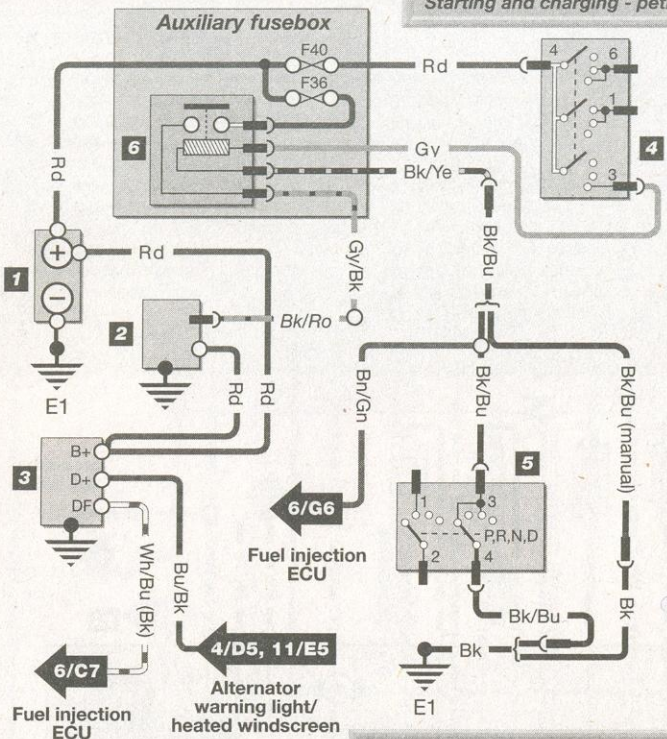 Starting and charging - pet
Auxiliary fusebox
F40
F36
Rd
4
6
1
3
4
6
Gy
Bk/Ye
Rd
Gy/Bk
Bk/Bu
1
Rd
2
Bk/Ro
E1
Rd
Rd
Bn/Gn
Bk/Bu
Bk/Bu (manual)
3
B+
D+
DF
5
1
3
P,R,N,D
2
4
6/G6
Fuel injection
ECU
Wh/Bu (Bk)
Bu/Bk
Bk/Bu
Bk
Bk
4/D5, 11/E5
E1
6/C7
Alternator
warning light/
heated windscreen
Fuel injection
ECU